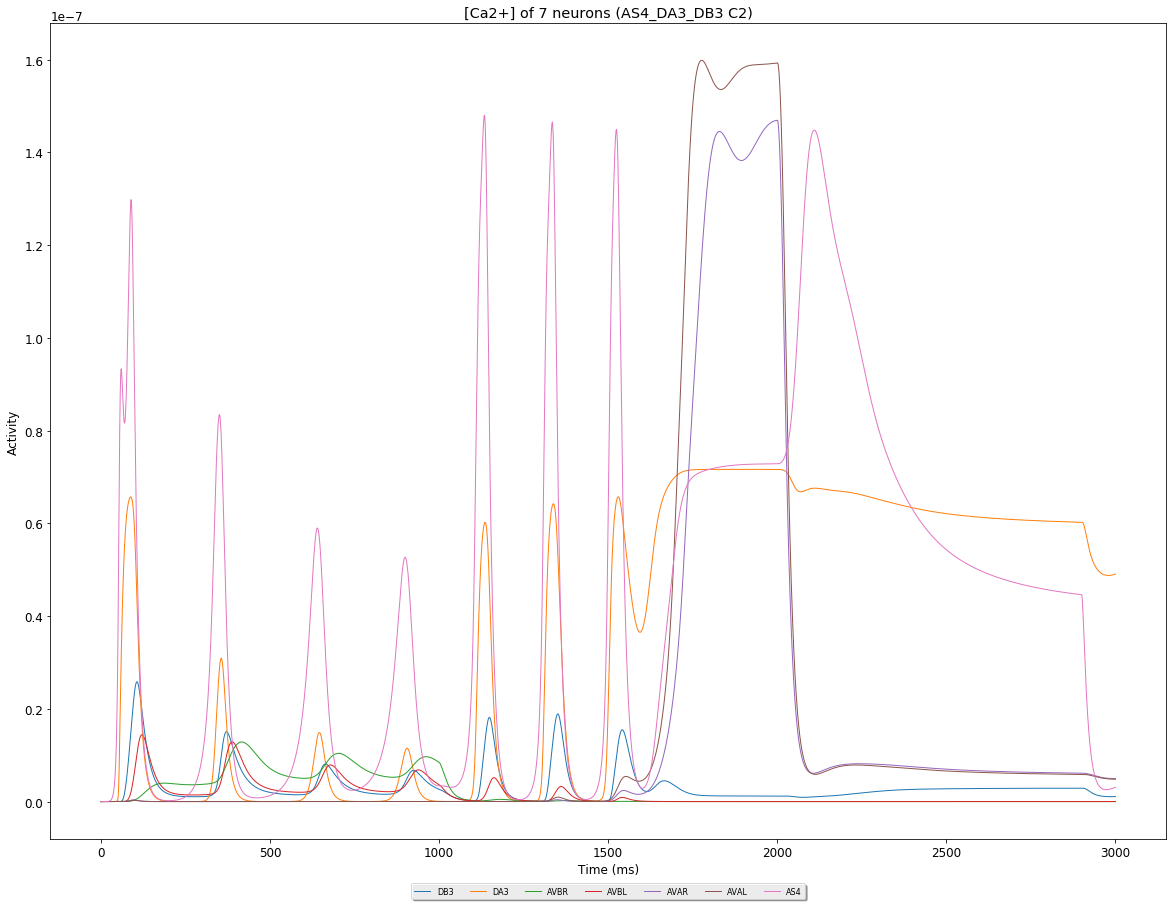 [Ca2+] of 7 neurons (AS4_DA3_DB3 C2)
1e−7
1.6
1.4
1.2
1.0
0.8
0.6
0.4
0.2
0.0
Activity
0 500 1000 1500 2000 2500 3000
Time (ms)
DB3 DA3 AVBR AVBL AVAR AVAL AS4